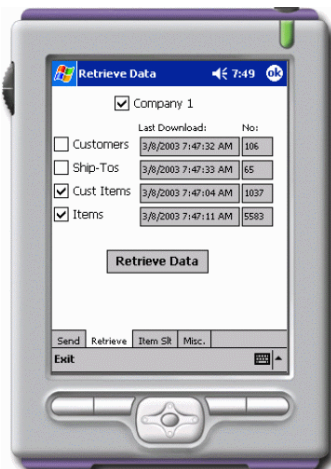 Retrieve Data 7:49 ok
Company 1
Last Download: No:
Customers 3/8/2003 7:47:32 AM 106
Ship-Tos 3/8/2003 7:47:33 AM 65
Cust Items 3/8/2003 7:47:04 AM 1037
Items 3/8/2003 7:47:11 AM 5583
Retrieve Data
Send Retrieve Item Slt Misc.
Exit